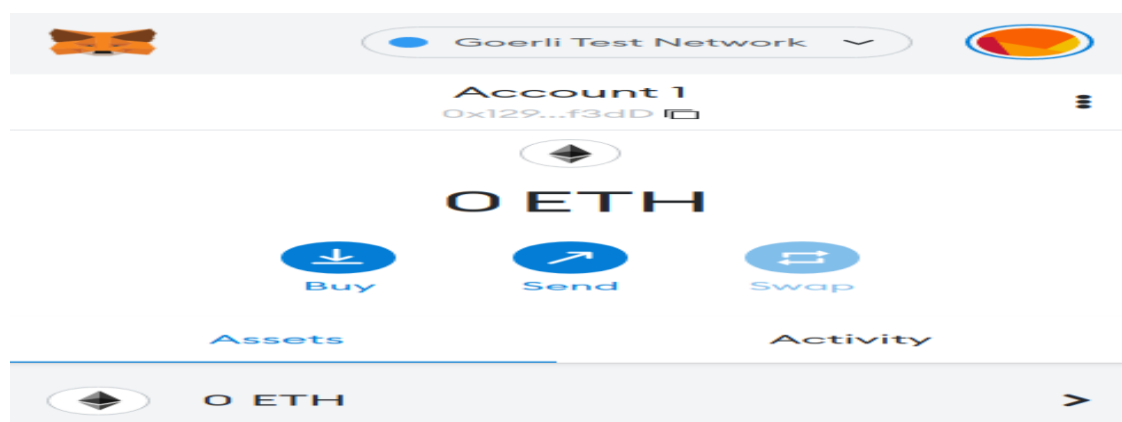 Goerli Test Network
Account 1
0x129...f3dD
0 ETH
Buy Send Swap
Assets Activity
0 ETH